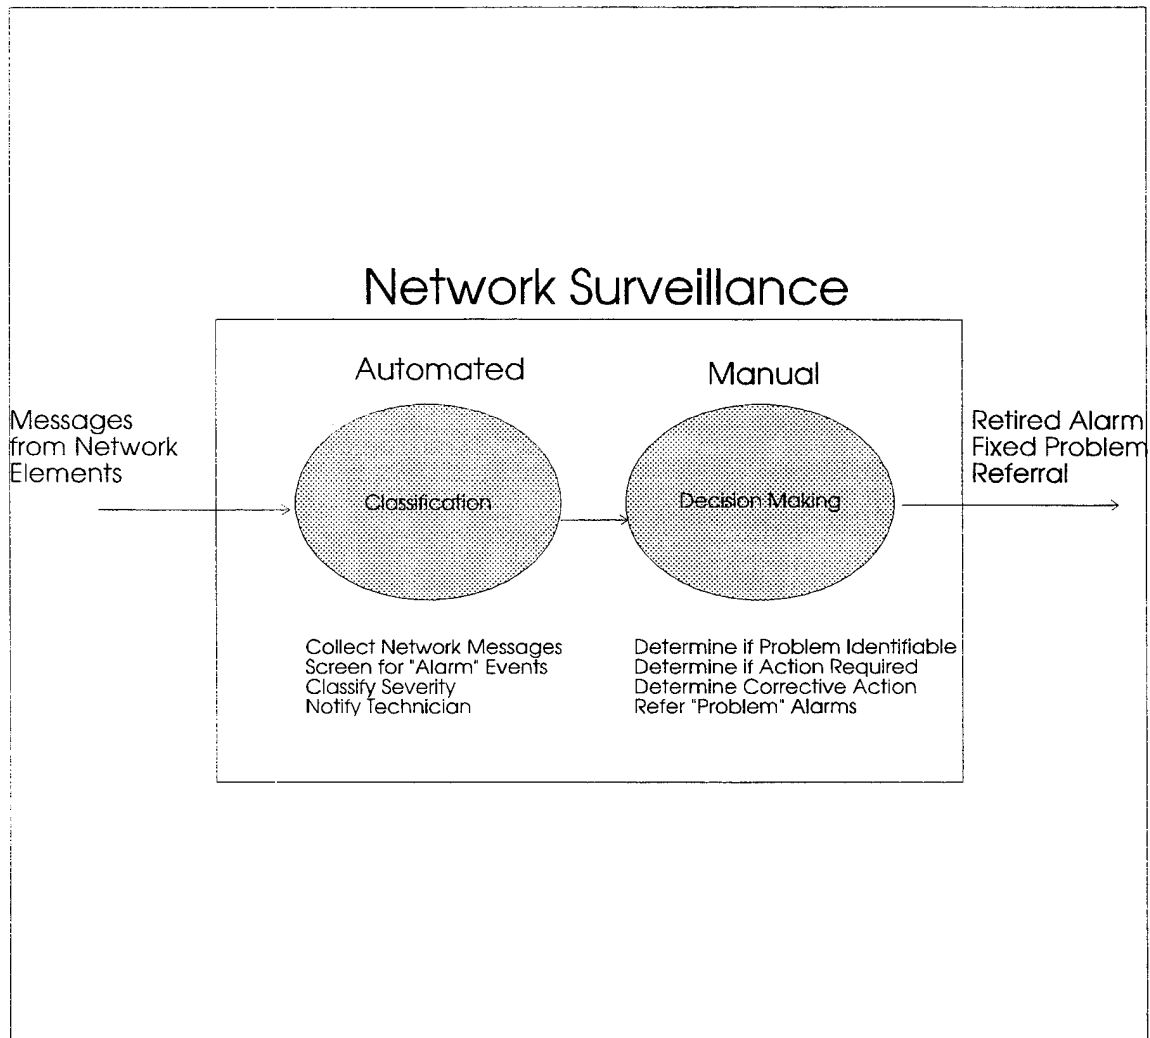 Network Surveillance
Automated
Manual
Messages
from Network
Elements
Classification
Decision Making
Retired Alarm
Fixed Problem
Referral
Collect Network Messages
Screen for "Alarm" Events
Classify Severity
Notify Technician
Determine if Problem Identifiable
Determine if Action Required
Determine Corrective Action
Refer "Problem" Alarms